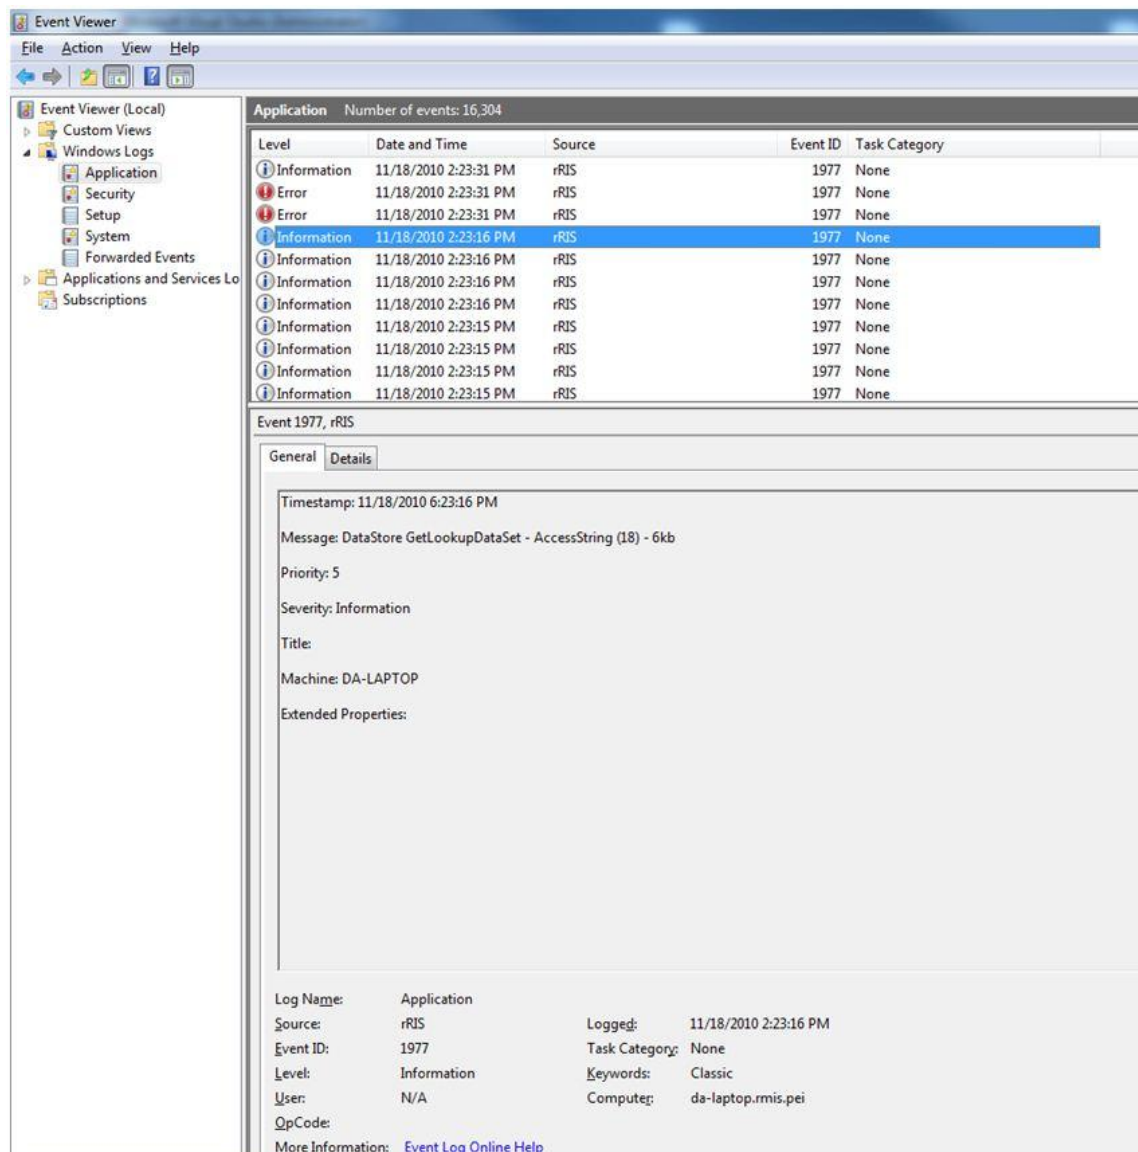 Event Viewer
File Action View Help
Event Viewer (Local)
Custom Views
Windows Logs
Application
Security
Setup
System
Forwarded Events
Applications and Services Lo
Subscriptions
Application Number of events: 16,304
Level Date and Time Source Event ID Task Category
Information 11/18/2010 2:23:31 PM rRIS 1977 None
Error 11/18/2010 2:23:31 PM rRIS 1977 None
Error 11/18/2010 2:23:31 PM rRIS 1977 None
Information 11/18/2010 2:23:16 PM rRIS 1977 None
Information 11/18/2010 2:23:16 PM rRIS 1977 None
Information 11/18/2010 2:23:16 PM rRIS 1977 None
Information 11/18/2010 2:23:16 PM rRIS 1977 None
Information 11/18/2010 2:23:15 PM rRIS 1977 None
Information 11/18/2010 2:23:15 PM rRIS 1977 None
Information 11/18/2010 2:23:15 PM rRIS 1977 None
Information 11/18/2010 2:23:15 PM rRIS 1977 None
Event 1977, rRIS
General Details
Timestamp: 11/18/2010 6:23:16 PM
Message: DataStore GetLookupDataSet - AccessString (18) - 6kb
Priority: 5
Severity: Information
Title:
Machine: DA-LAPTOP
Extended Properties:
Log Name: Application
Source: rRIS Logged: 11/18/2010 2:23:16 PM
Event ID: 1977 Task Category: None
Level: Information Keywords: Classic
User: N/A Computer: da-laptop.rmis.pei
OpCode:
More Information: Event Log Online Help